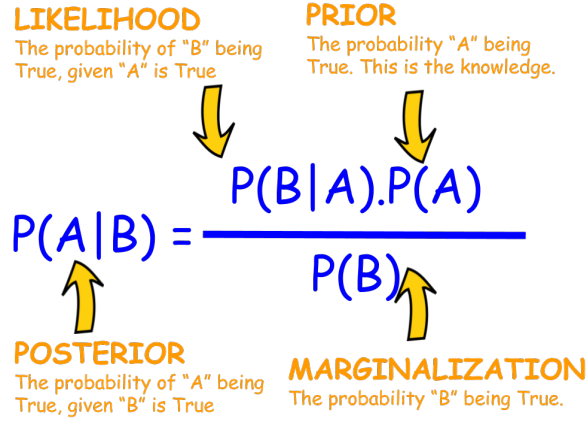 LIKELIHOOD
The probability of “B” being
True, given “A” is True
PRIOR
The probability “A” being
True. This is the knowledge.
P(B|A).P(A)
P(A|B) =
P(B)
POSTERIOR
The probability of “A” being
True, given “B” is True
MARGINALIZATION
The probability “B” being True.